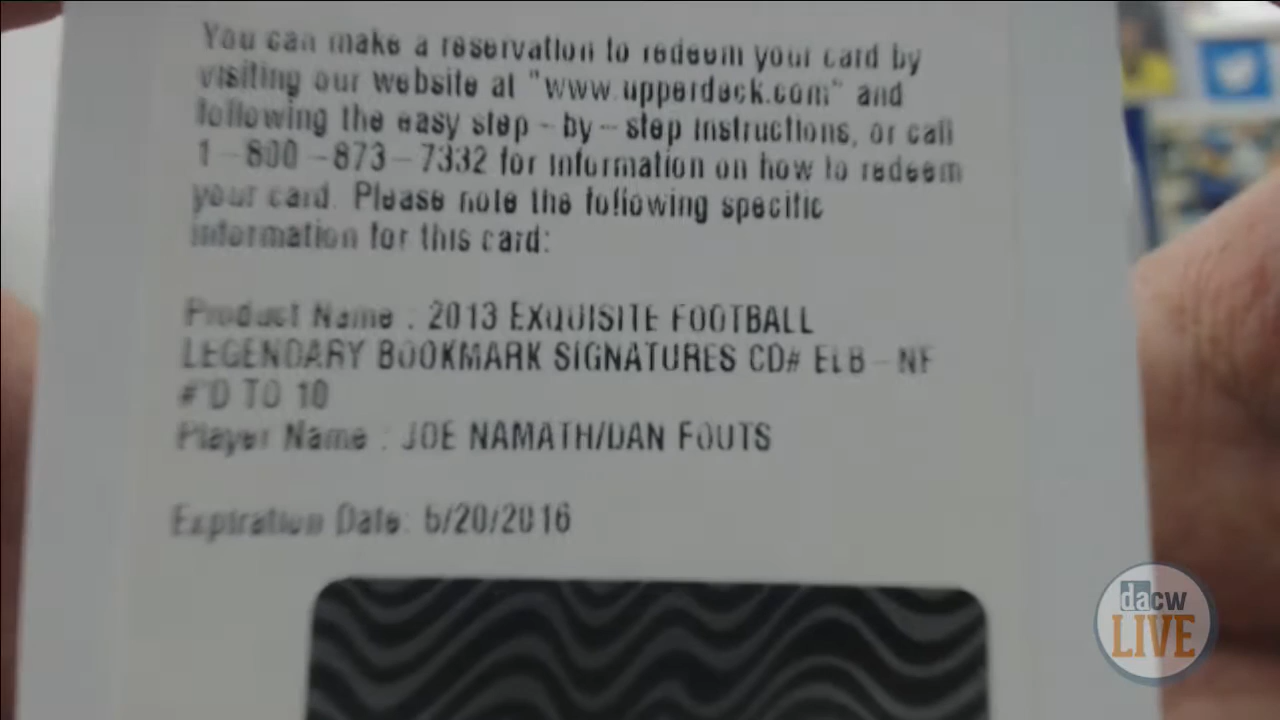 You can make a reservation to redeem your card by
visiting our website at "www.upperdeck.com" and
following the easy step - by - step instructions, or call
1 - 800 - 873 - 7332 for information on how to redeem
your card. Please note the following specific
information for this card:
Product Name : 2013 EXQUISITE FOOTBALL
LEGENDARY BOOKMARK SIGNATURES CD# ELB - NF
#'D TO 10
Player Name : JOE NAMATH/DAN FOUTS
Expiration Date: 5/20/2016
dacw
LIVE